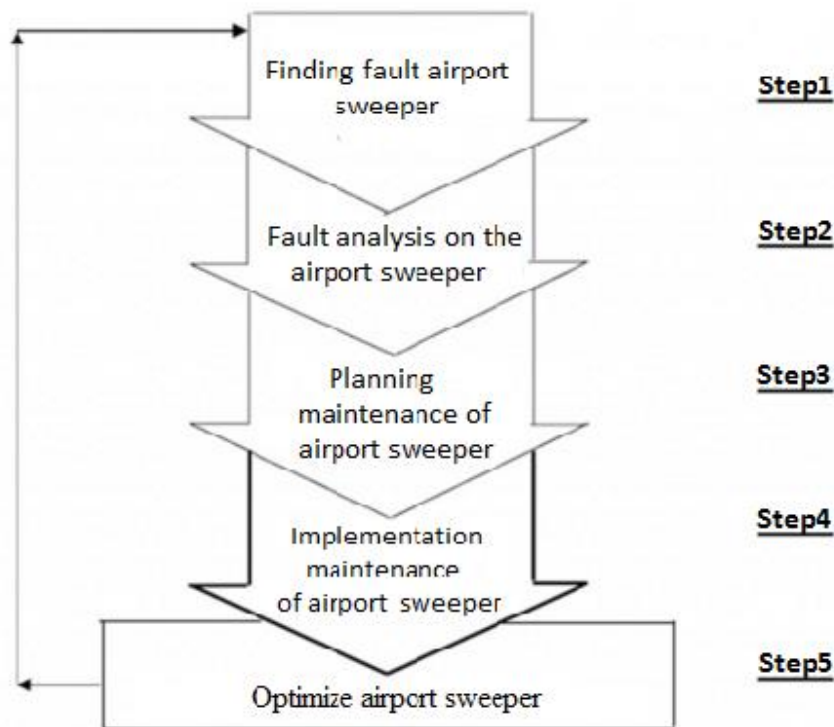 Finding fault airport
sweeper
Step1
Fault analysis on the
airport sweeper
Step2
Planning
maintenance of
airport sweeper
Step3
Implementation
maintenance
of airport sweeper
Step4
Optimize airport sweeper
Step5